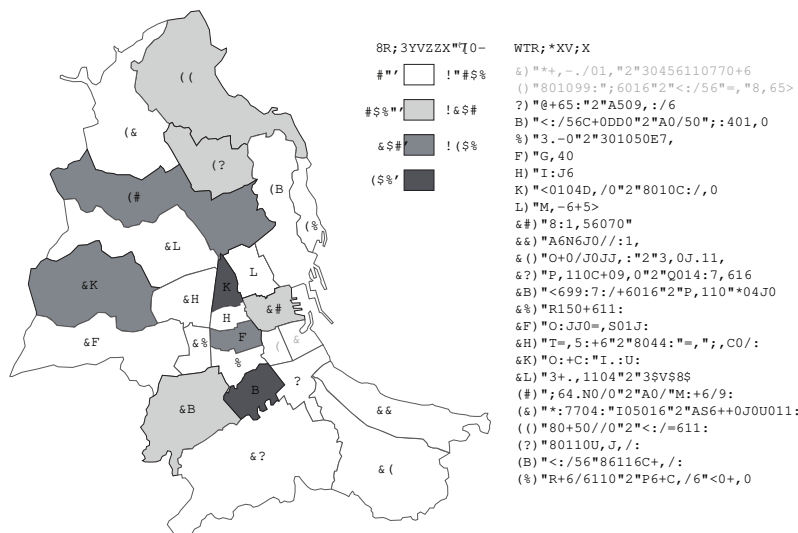 8R;3YVZZX"'[0-
#"' !"#$%
#$%"' !&$#
&$#' !($%
($%'
WTR;*XV;X
&)"*+,-./01,"2"30456110770+6
()"801099:";6016"2"<:/56"=,"8,65>
?)"@+65:"2"A509,:/6
B)"<:/56C+0DD0"2"A0/50";:401,0
%)"3.-0"2"301050E7,
F)"G,40
H)"I:J6
K)"<0104D,/0"2"8010C:/,0
L)"M,-6+5>
&#)"8:1,56070"
&&)"A6N6J0//:1,
&()"O+0/J0JJ,:"2"3,0J.11,
&?)"P,110C+09,0"2"Q014:7,616
&B)"<699:7:/+6016"2"P,110"*04J0
&%)"R150+611:
&F)"O:JJ0=,S01J:
&H)"T=,5:+6"2"8044:"=,";,C0/:
&K)"O:+C:"I.:U:
&L)"3+.,1104"2"3$V$8$
(#)";64.N0/0"2"A0/"M:+6/9:
(&)"*:7704:"I05016"2"AS6++0J0U011:
(()"80+50//0"2"<:/=611:
(?)"80110U,J,/:
(B)"<:/56"86116C+,/:
(%)"R+6/6110"2"P6+C,/6"<0+,0
((
(&
(?
(B
(#
(%
&L
L
&K
K
&H
&#
H
&F
&%
F
(
&
%
?
B
&B
&&
&?
&(